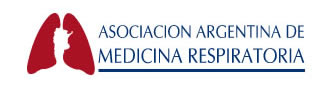 ASOCIACION ARGENTINA DE
MEDICINA RESPIRATORIA